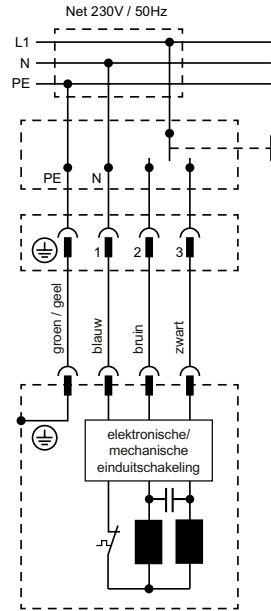 Net 230V / 50Hz
L1
N
PE
PE
N
1
2
3
groen / geel
blauw
bruin
zwart
elektronische/
mechanische
einduitschakeling